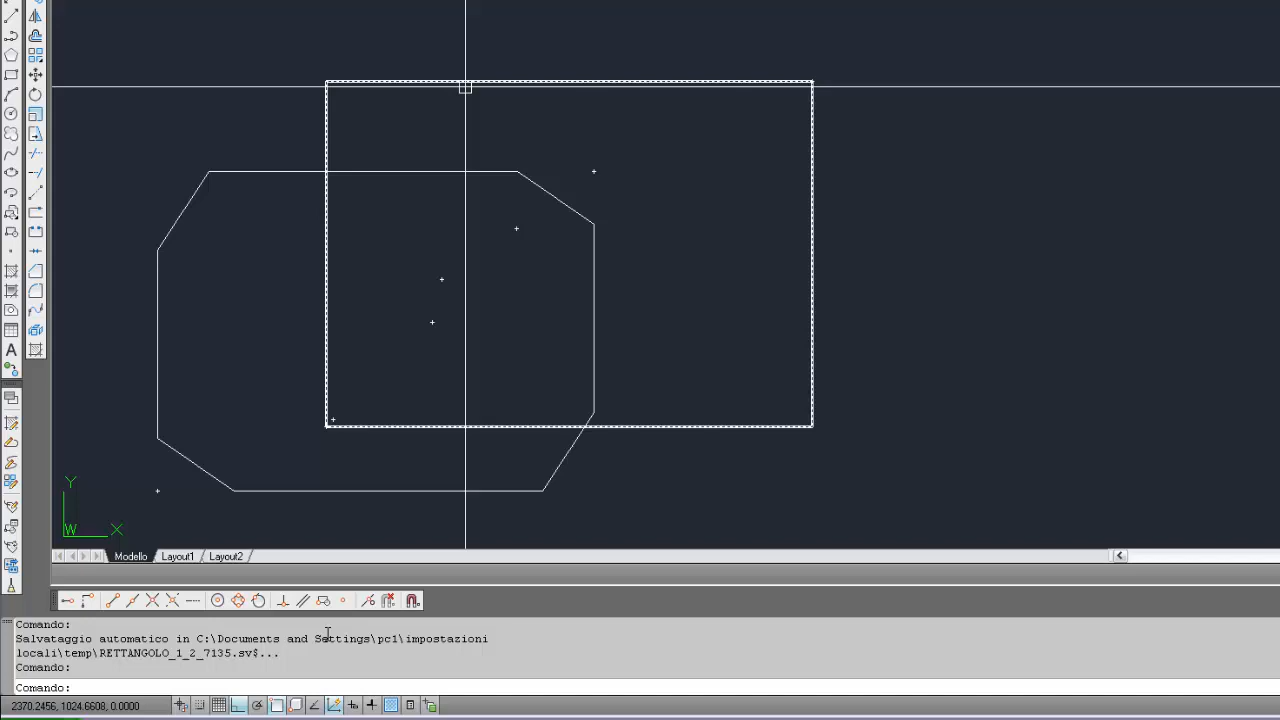 A
Y
W X
Modello Layout1 Layout2
Comando:
Salvataggio automatico in C:\Documents and Settings\pc1\impostazioni
locali\temp\RETTANGOLO_1_2_7135.sv$...
Comando:
Comando:
2370.2456, 1024.6608, 0.0000